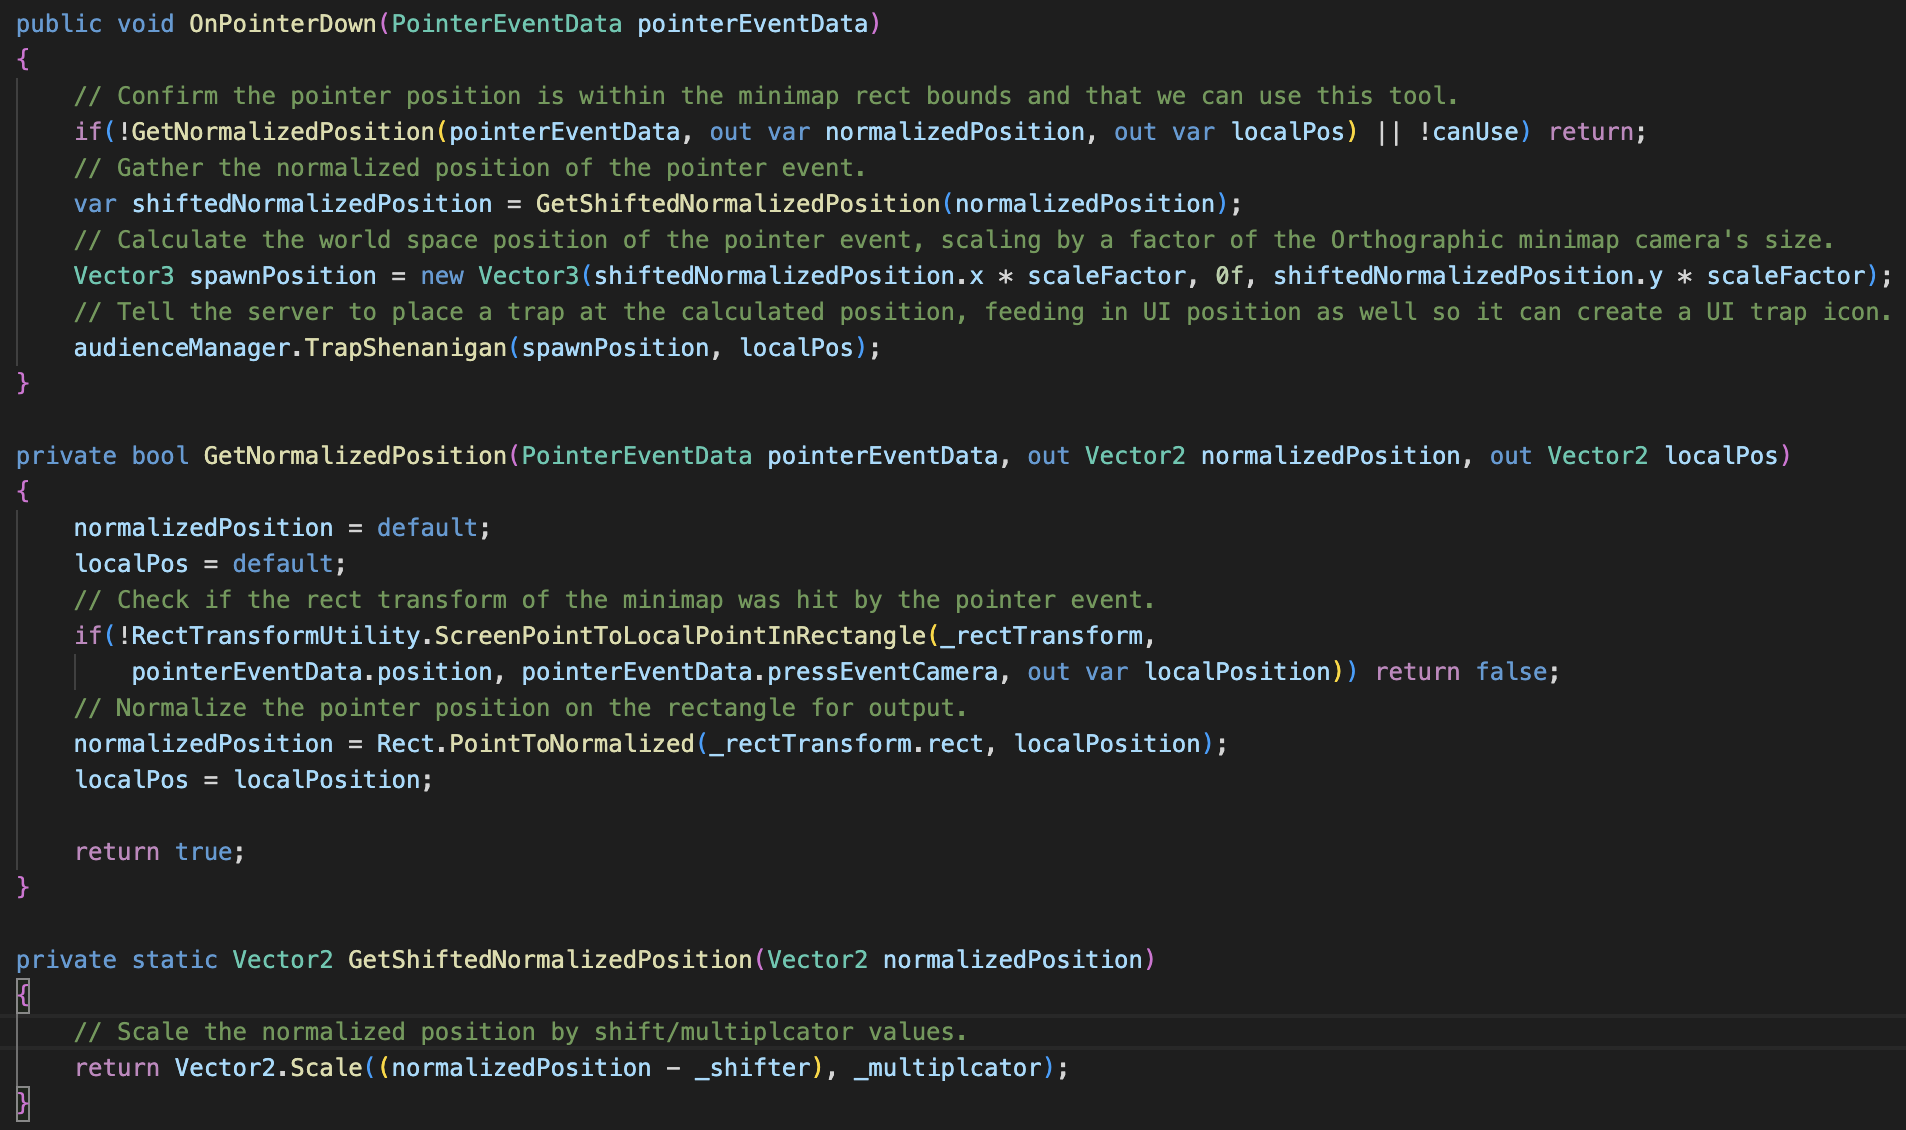 public void OnPointerDown(PointerEventData pointerEventData)
{
    // Confirm the pointer position is within the minimap rect bounds and that we can use this tool.
    if(!GetNormalizedPosition(pointerEventData, out var normalizedPosition, out var localPos) || !canUse) return;
    // Gather the normalized position of the pointer event.
    var shiftedNormalizedPosition = GetShiftedNormalizedPosition(normalizedPosition);
    // Calculate the world space position of the pointer event, scaling by a factor of the Orthographic minimap camera's size.
    Vector3 spawnPosition = new Vector3(shiftedNormalizedPosition.x * scaleFactor, 0f, shiftedNormalizedPosition.y * scaleFactor);
    // Tell the server to place a trap at the calculated position, feeding in UI position as well so it can create a UI trap icon.
    audienceManager.TrapShenanigan(spawnPosition, localPos);
}

private bool GetNormalizedPosition(PointerEventData pointerEventData, out Vector2 normalizedPosition, out Vector2 localPos)
{
    normalizedPosition = default;
    localPos = default;
    // Check if the rect transform of the minimap was hit by the pointer event.
    if(!RectTransformUtility.ScreenPointToLocalPointInRectangle(_rectTransform,
        pointerEventData.position, pointerEventData.pressEventCamera, out var localPosition)) return false;
    // Normalize the pointer position on the rectangle for output.
    normalizedPosition = Rect.PointToNormalized(_rectTransform.rect, localPosition);
    localPos = localPosition;

    return true;
}

private static Vector2 GetShiftedNormalizedPosition(Vector2 normalizedPosition)
{
    // Scale the normalized position by shift/multiplcator values.
    return Vector2.Scale((normalizedPosition - _shifter), _multiplcator);
}